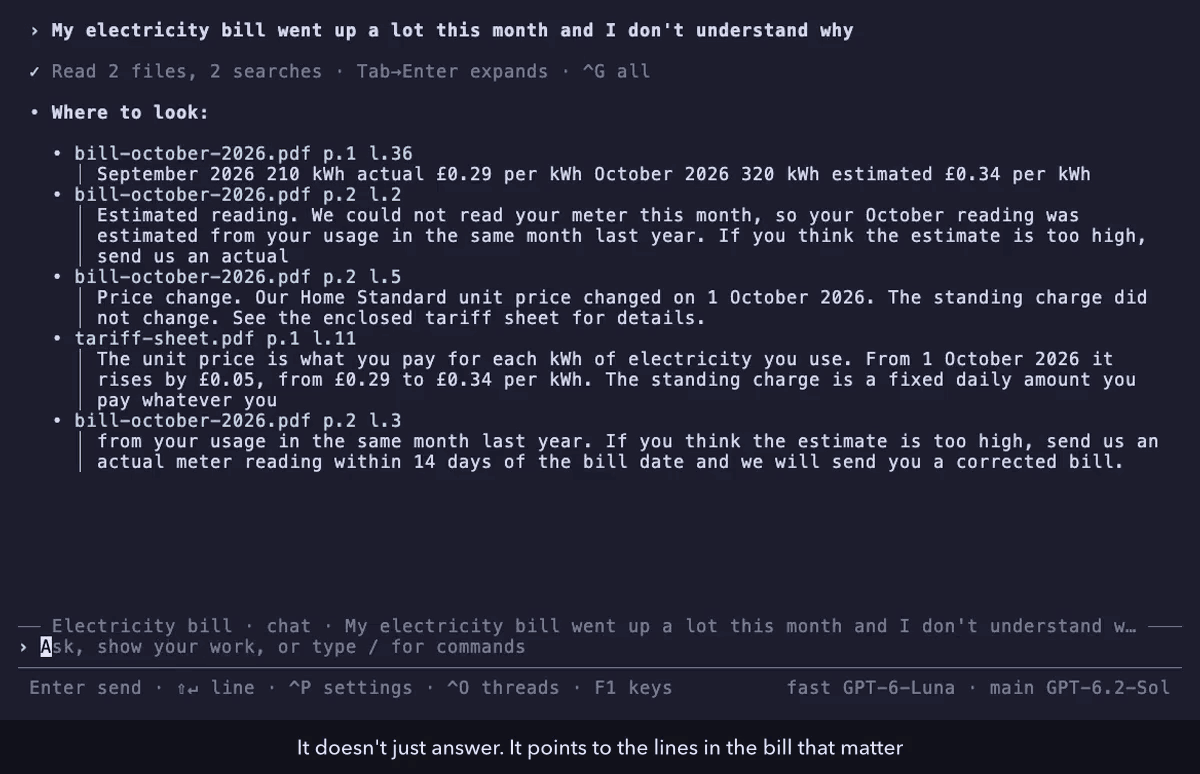 › My electricity bill went up a lot this month and I don't understand why
✓ Read 2 files, 2 searches · Tab→Enter expands · ^G all
• Where to look:
• bill-october-2026.pdf p.1 l.36
September 2026 210 kWh actual £0.29 per kWh October 2026 320 kWh estimated £0.34 per kWh
• bill-october-2026.pdf p.2 l.2
Estimated reading. We could not read your meter this month, so your October reading was
estimated from your usage in the same month last year. If you think the estimate is too high,
send us an actual
• bill-october-2026.pdf p.2 l.5
Price change. Our Home Standard unit price changed on 1 October 2026. The standing charge did
not change. See the enclosed tariff sheet for details.
• tariff-sheet.pdf p.1 l.11
The unit price is what you pay for each kWh of electricity you use. From 1 October 2026 it
rises by £0.05, from £0.29 to £0.34 per kWh. The standing charge is a fixed daily amount you
pay whatever you
• bill-october-2026.pdf p.2 l.3
from your usage in the same month last year. If you think the estimate is too high, send us an
actual meter reading within 14 days of the bill date and we will send you a corrected bill.
Electricity bill · chat · My electricity bill went up a lot this month and I don't understand w…
› Ask, show your work, or type / for commands
Enter send · ⇧↵ line · ^P settings · ^O threads · F1 keys fast GPT-6-Luna · main GPT-6.2-Sol
It doesn't just answer. It points to the lines in the bill that matter